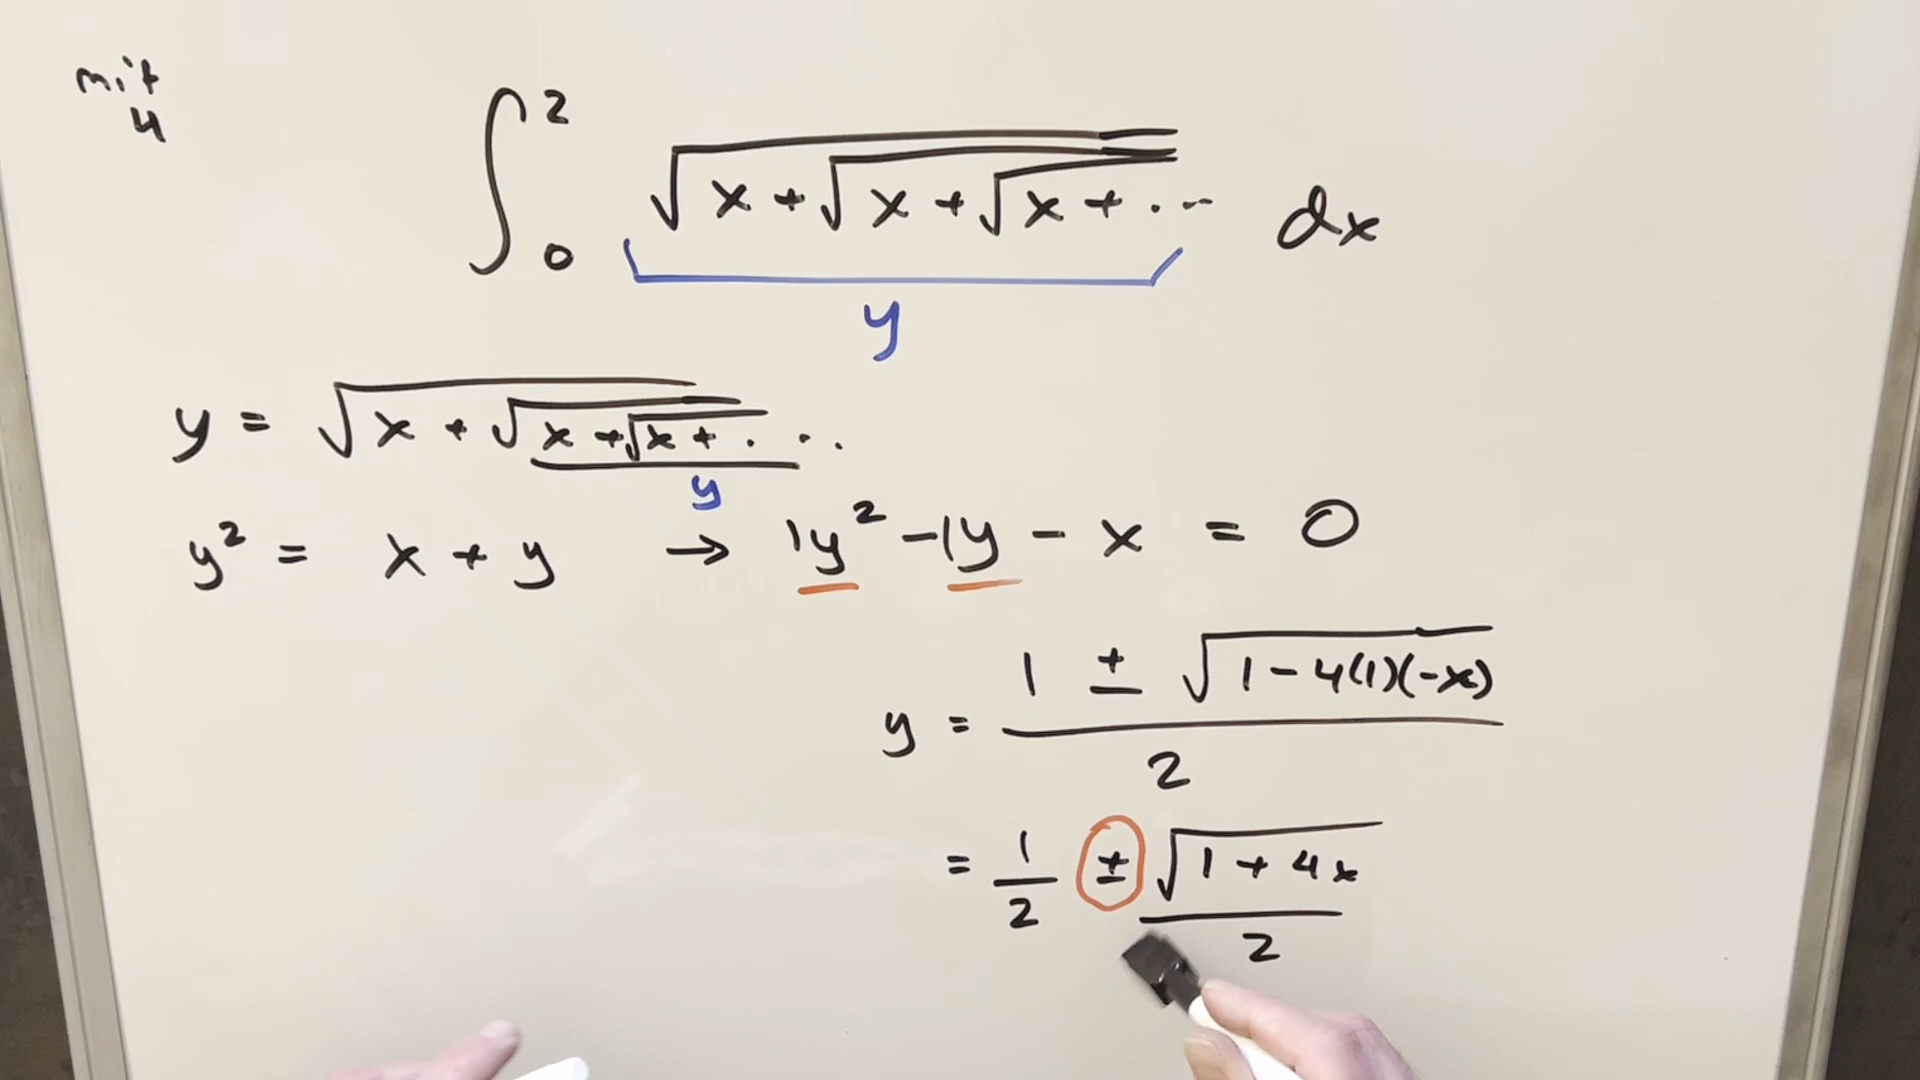 mit
4
∫₀² √(x + √(x + √(x + ... dx
y
y = √(x + √(x + √(x + ...
y
y² = x + y → 1y² - 1y - x = 0
y = (1 ± √(1 - 4(1)(-x))) / 2
= 1/2 ± √(1 + 4x) / 2